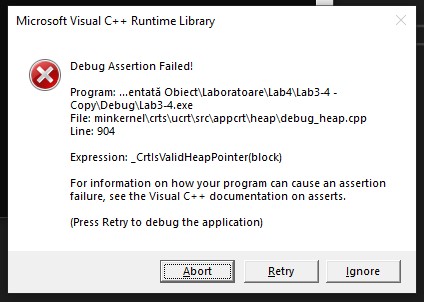 Microsoft Visual C++ Runtime Library
Debug Assertion Failed!
Program: ...entată Obiect\Laboratoare\Lab4\Lab3-4 -
Copy\Debug\Lab3-4.exe
File: minkernel\crts\ucrt\src\appcrt\heap\debug_heap.cpp
Line: 904
Expression: _CrtIsValidHeapPointer(block)
For information on how your program can cause an assertion
failure, see the Visual C++ documentation on asserts.
(Press Retry to debug the application)
Abort Retry Ignore